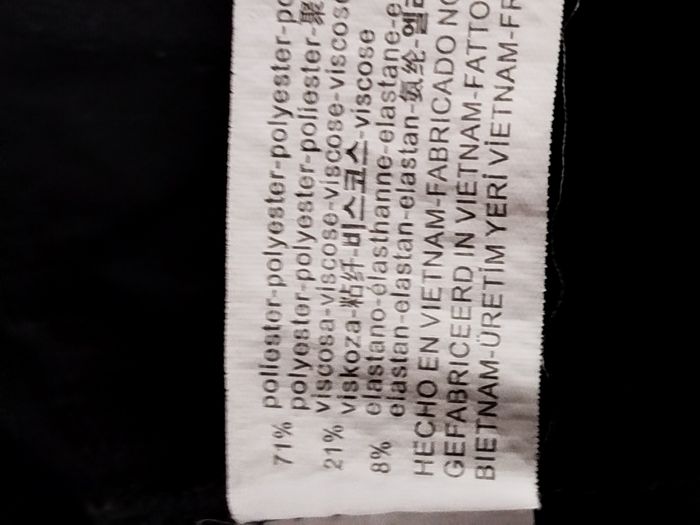 71% poliester-polyester-polyester-po
polyester-polyester-poliester-聚
21% viscosa-viscose-viscose-viscose
viskoza-粘纤-비스코스-viscose
8% elastano-élasthanne-elastane-e
elastan-elastan-elastan-氨纶-엘
HECHO EN VIETNAM-FABRICADO NO
GEFABRICEERD IN VIETNAM-FATTO
BIETNAM-ÜRETİM YERİ VİETNAM-FR